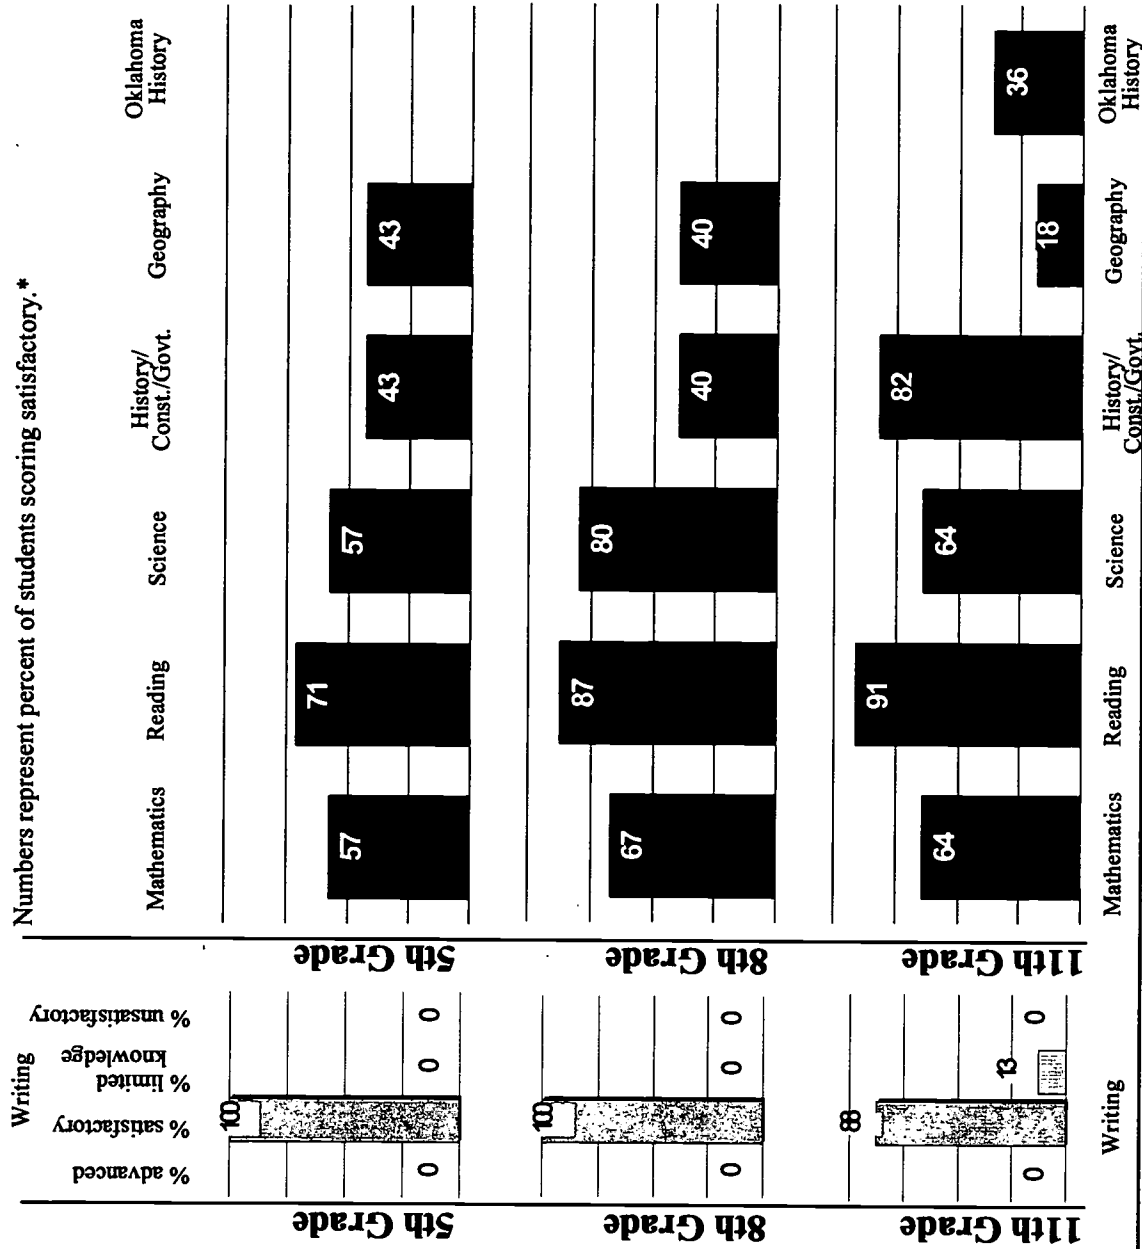 Numbers represent percent of students scoring satisfactory.*
Writing
% advanced
% satisfactory
% limited
knowledge
% unsatisfactory
Mathematics
Reading
Science
History/
Const./Govt.
Geography
Oklahoma
History
5th Grade
0
100
0
0
5th Grade
57
71
57
43
43
8th Grade
0
100
0
0
8th Grade
67
87
80
40
40
11th Grade
0
88
13
0
11th Grade
64
91
64
82
18
36
Writing
Mathematics
Reading
Science
History/
Const./Govt.
Geography
Oklahoma
History